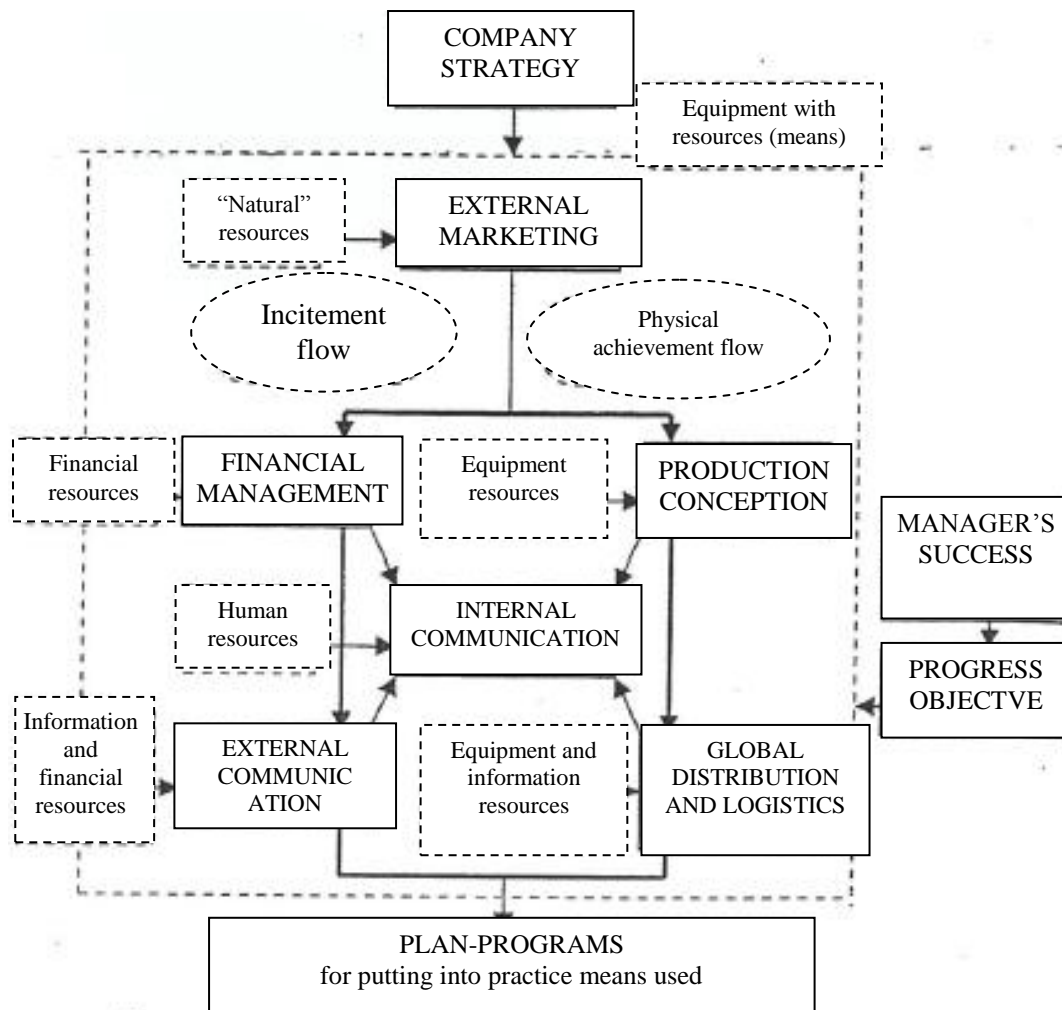 COMPANY
STRATEGY
Equipment with
resources (means)
“Natural”
resources
EXTERNAL
MARKETING
Incitement
flow
Physical
achievement flow
Financial
resources
FINANCIAL
MANAGEMENT
Equipment
resources
PRODUCTION
CONCEPTION
MANAGER’S
SUCCESS
Human
resources
INTERNAL
COMMUNICATION
PROGRESS
OBJECTVE
Information
and
financial
resources
EXTERNAL
COMMUNIC
ATION
Equipment and
information
resources
GLOBAL
DISTRIBUTION
AND LOGISTICS
PLAN-PROGRAMS
for putting into practice means used